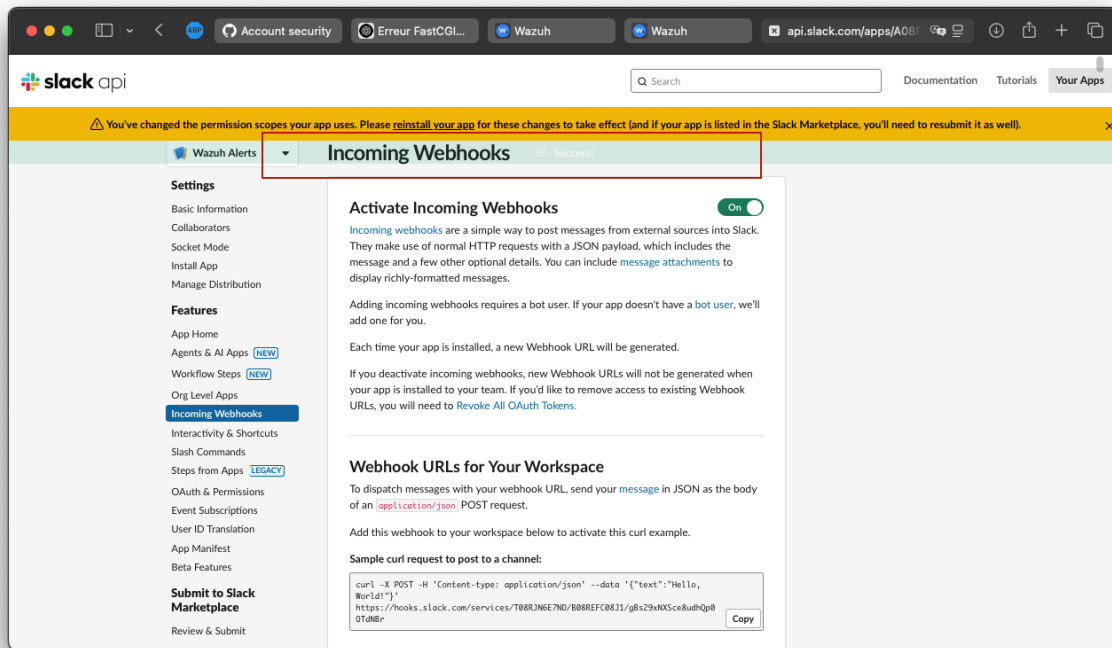 ABP
Account security
Erreur FastCGI...
Wazuh
Wazuh
api.slack.com/apps/A08F
slack api
Search
Documentation
Tutorials
Your Apps
You've changed the permission scopes your app uses. Please reinstall your app for these changes to take effect (and if your app is listed in the Slack Marketplace, you'll need to resubmit it as well).
Wazuh Alerts
Incoming Webhooks
Success!
Settings
Basic Information
Collaborators
Socket Mode
Install App
Manage Distribution
Features
App Home
Agents & AI Apps NEW
Workflow Steps NEW
Org Level Apps
Incoming Webhooks
Interactivity & Shortcuts
Slash Commands
Steps from Apps LEGACY
OAuth & Permissions
Event Subscriptions
User ID Translation
App Manifest
Beta Features
Submit to Slack
Marketplace
Review & Submit
Activate Incoming Webhooks
On
Incoming webhooks are a simple way to post messages from external sources into Slack.
They make use of normal HTTP requests with a JSON payload, which includes the
message and a few other optional details. You can include message attachments to
display richly-formatted messages.
Adding incoming webhooks requires a bot user. If your app doesn't have a bot user, we'll
add one for you.
Each time your app is installed, a new Webhook URL will be generated.
If you deactivate incoming webhooks, new Webhook URLs will not be generated when
your app is installed to your team. If you'd like to remove access to existing Webhook
URLs, you will need to Revoke All OAuth Tokens.
Webhook URLs for Your Workspace
To dispatch messages with your webhook URL, send your message in JSON as the body
of an application/json POST request.
Add this webhook to your workspace below to activate this curl example.
Sample curl request to post to a channel:
curl -X POST -H 'Content-type: application/json' --data '{"text":"Hello,
World!"}'
https://hooks.slack.com/services/T08RJN6E7ND/B08REFC08J1/gBs29xNXSce8udhQp0
OTdNBr
Copy